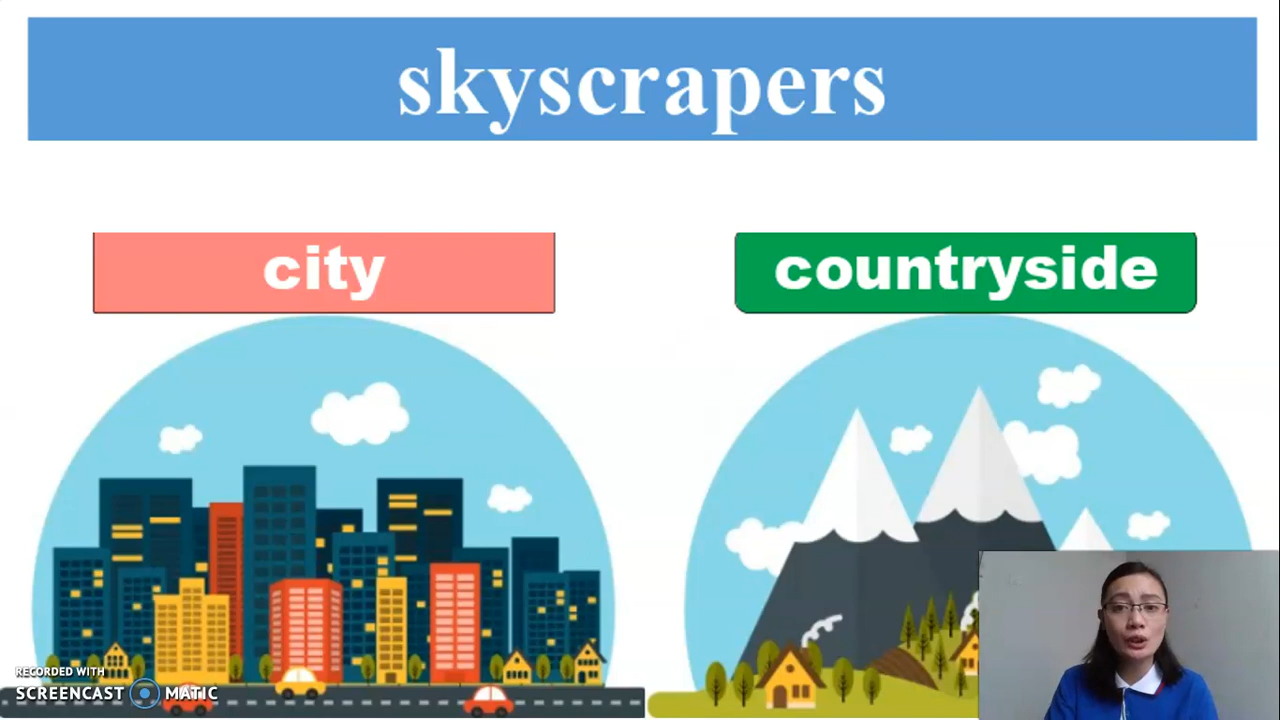 skyscrapers
city
countryside
RECORDED WITH
SCREENCAST MATIC